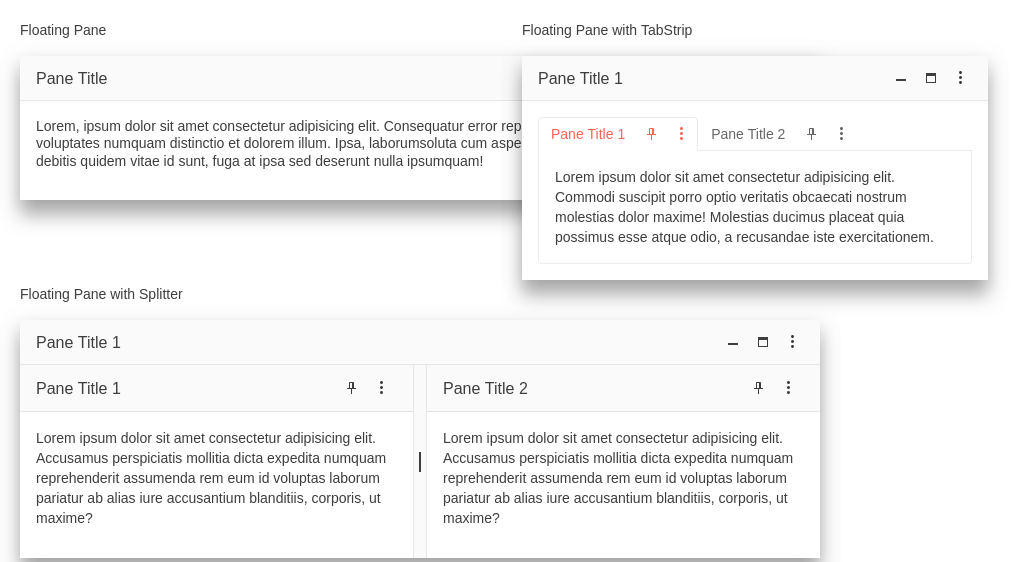 Floating Pane
Pane Title
Lorem, ipsum dolor sit amet consectetur adipisicing elit. Consequatur error rep
voluptates numquam distinctio et dolorem illum. Ipsa, laborumsoluta cum aspe
debitis quidem vitae id sunt, fuga at ipsa sed deserunt nulla ipsumquam!
Floating Pane with TabStrip
Pane Title 1
Pane Title 1 Pane Title 2
Lorem ipsum dolor sit amet consectetur adipisicing elit.
Commodi suscipit porro optio veritatis obcaecati nostrum
molestias dolor maxime! Molestias ducimus placeat quia
possimus esse atque odio, a recusandae iste exercitationem.
Floating Pane with Splitter
Pane Title 1
Pane Title 1
Lorem ipsum dolor sit amet consectetur adipisicing elit.
Accusamus perspiciatis mollitia dicta expedita numquam
reprehenderit assumenda rem eum id voluptas laborum
pariatur ab alias iure accusantium blanditiis, corporis, ut
maxime?
Pane Title 2
Lorem ipsum dolor sit amet consectetur adipisicing elit.
Accusamus perspiciatis mollitia dicta expedita numquam
reprehenderit assumenda rem eum id voluptas laborum
pariatur ab alias iure accusantium blanditiis, corporis, ut
maxime?